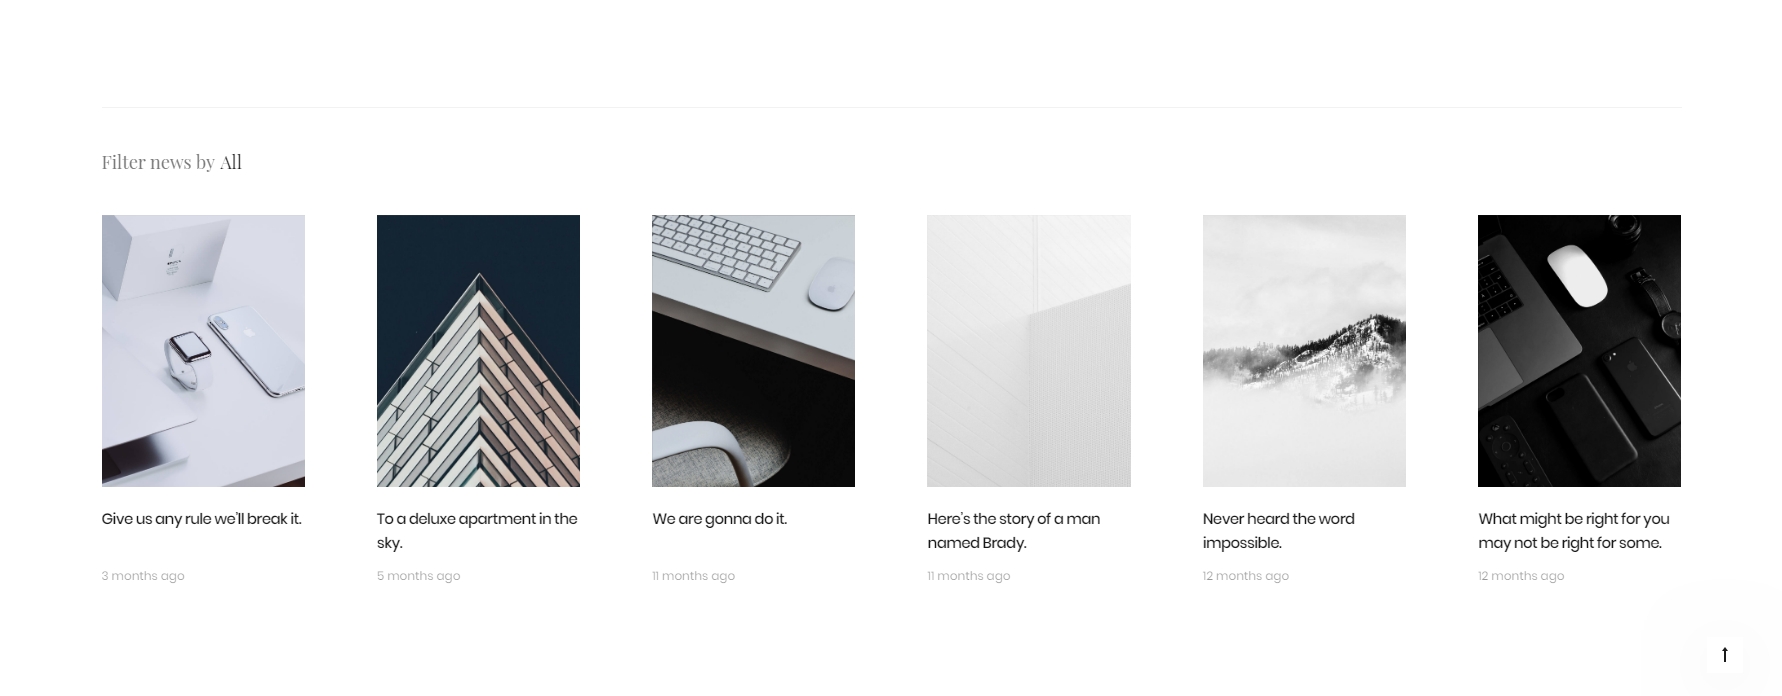 Filter news by All
Give us any rule we'll break it.
To a deluxe apartment in the
sky.
We are gonna do it.
Here's the story of a man
named Brady.
Never heard the word
impossible.
What might be right for you
may not be right for some.
3 months ago
5 months ago
11 months ago
11 months ago
12 months ago
12 months ago